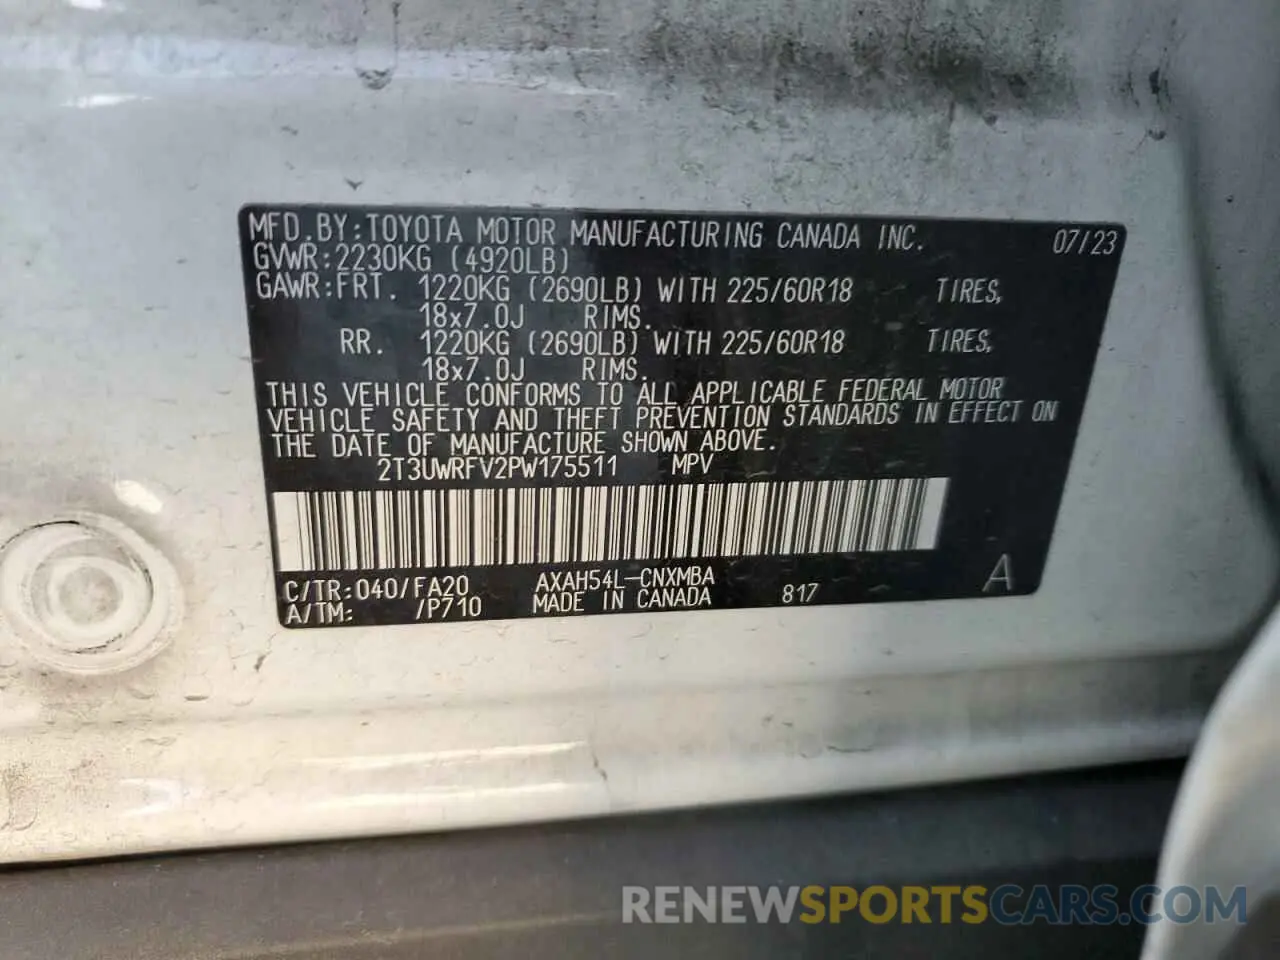 MFD.BY:TOYOTA MOTOR MANUFACTURING CANADA INC. 07/23
GVWR:2230KG (4920LB)
GAWR:FRT. 1220KG (2690LB) WITH 225/60R18 TIRES,
18x7.0J RIMS.
RR. 1220KG (2690LB) WITH 225/60R18 TIRES,
18x7.0J RIMS.
THIS VEHICLE CONFORMS TO ALL APPLICABLE FEDERAL MOTOR
VEHICLE SAFETY AND THEFT PREVENTION STANDARDS IN EFFECT ON
THE DATE OF MANUFACTURE SHOWN ABOVE.
2T3UWRFV2PW175511 MPV
C/TR:040/FA20 AXAH54L-CNXMBA A
A/TM: /P710 MADE IN CANADA 817
RENEWSPORTSCARS.COM